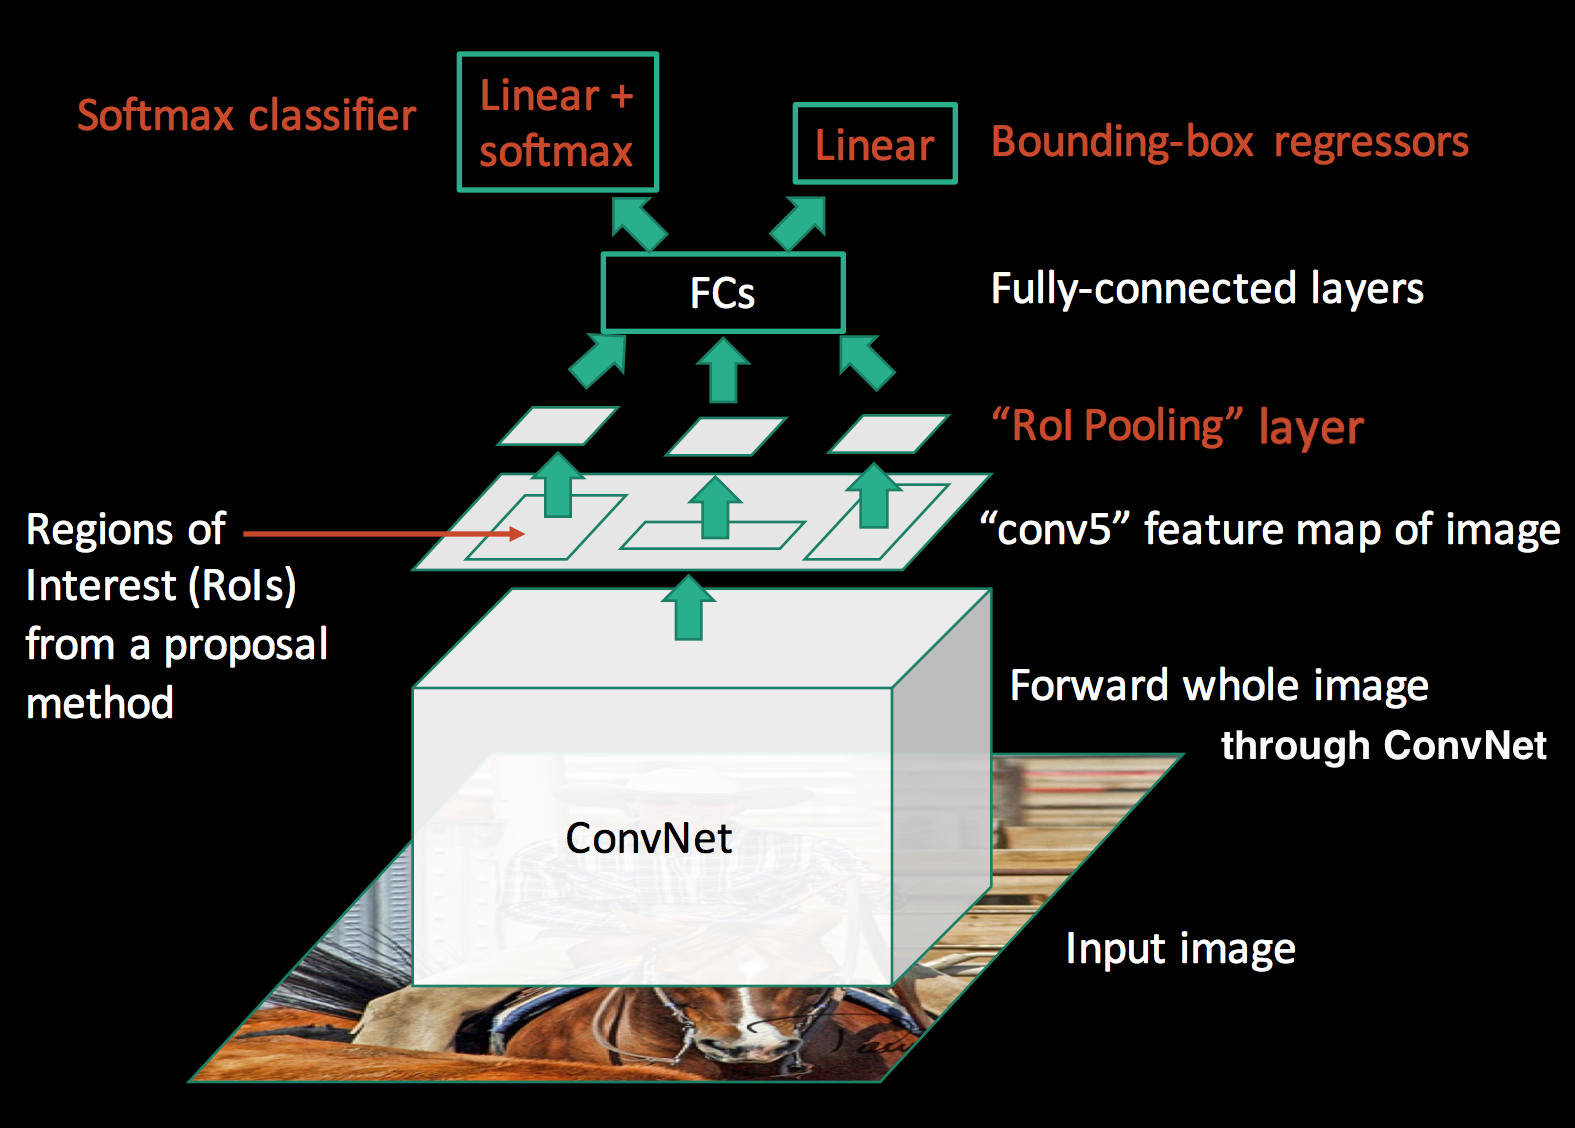 Softmax classifier
Linear +
softmax
Linear
Bounding-box regressors
FCs
Fully-connected layers
“RoI Pooling” layer
Regions of
Interest (RoIs)
from a proposal
method
“conv5” feature map of image
Forward whole image
through ConvNet
ConvNet
Input image